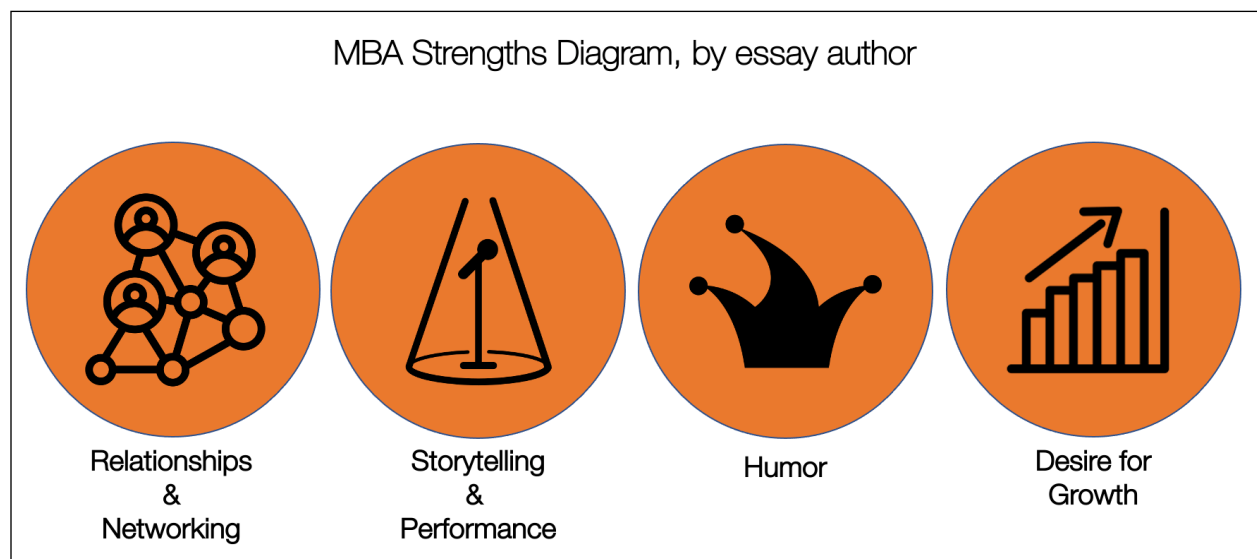 MBA Strengths Diagram, by essay author
Relationships
&
Networking
Storytelling
&
Performance
Humor
Desire for
Growth